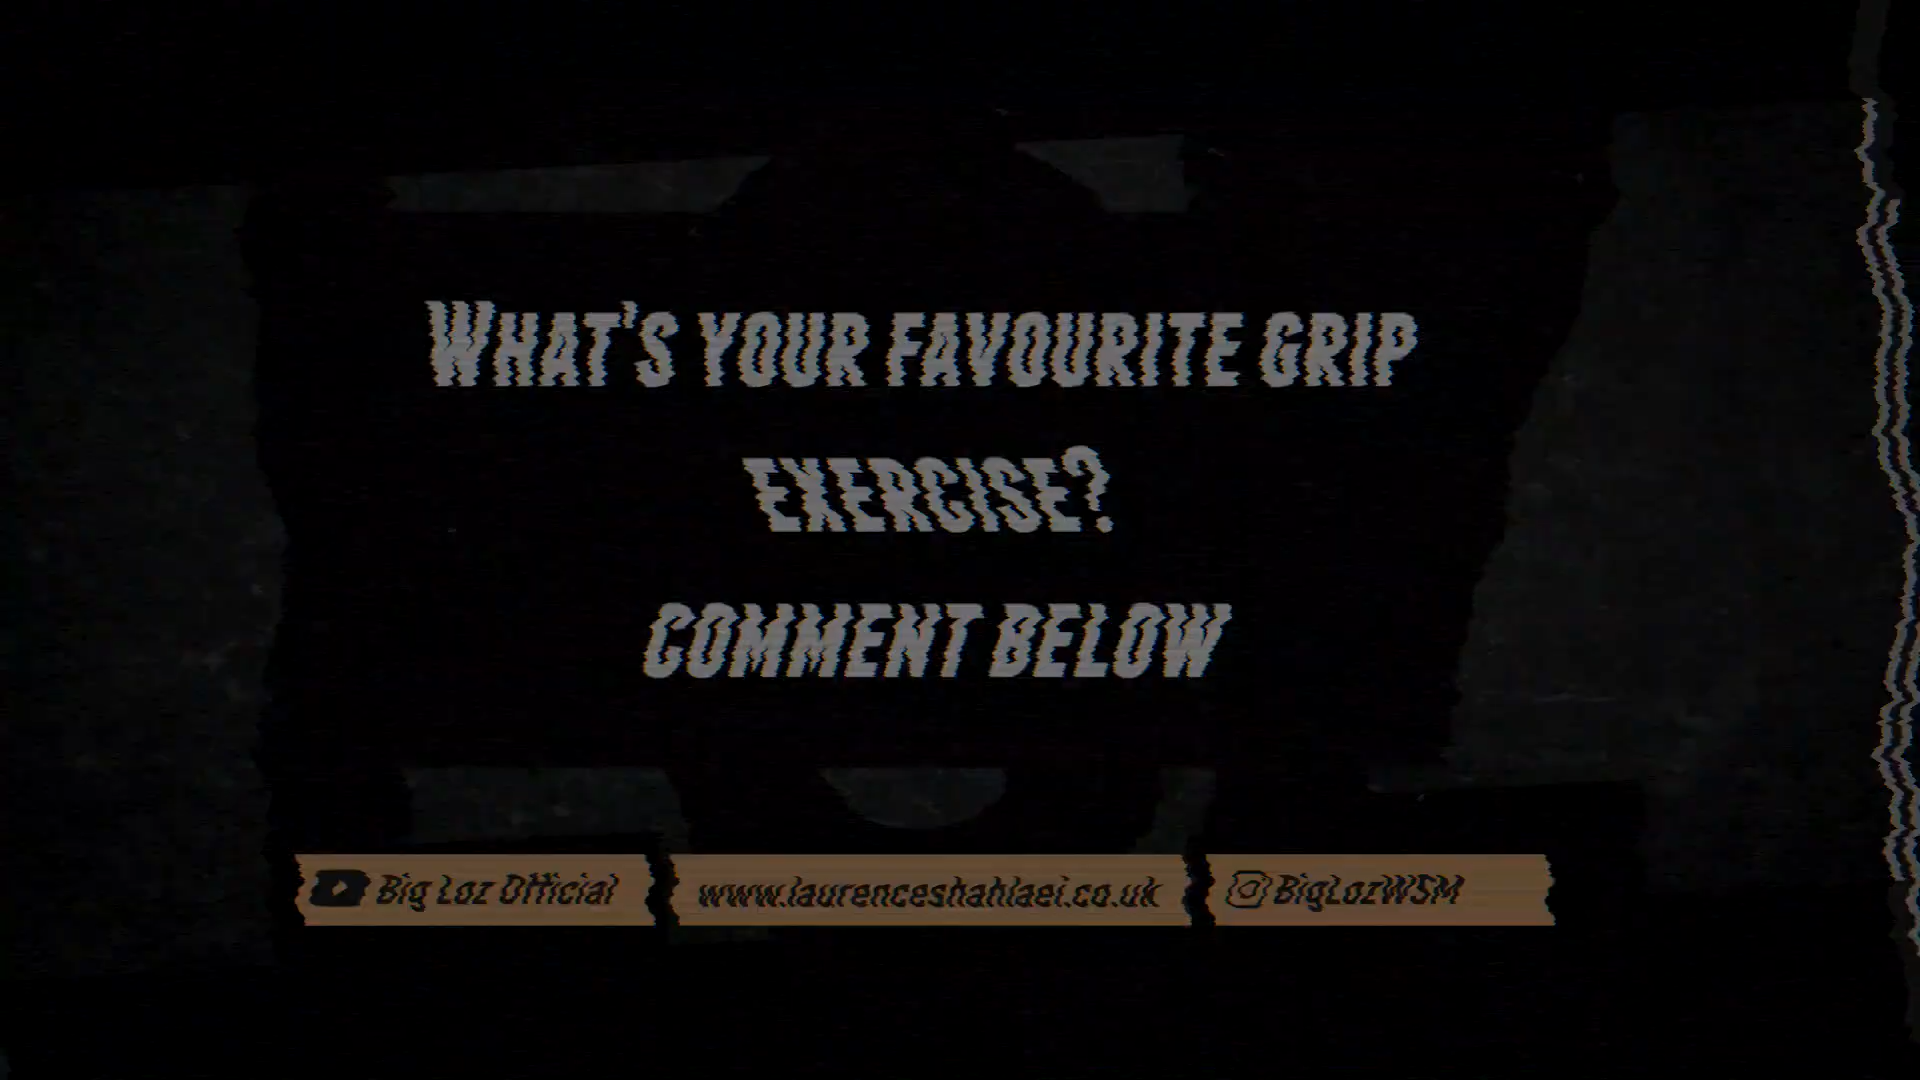 What's your favourite grip
exercise?
comment below
Big Loz Official
www.laurenceshahlaei.co.uk
BigLozWSM